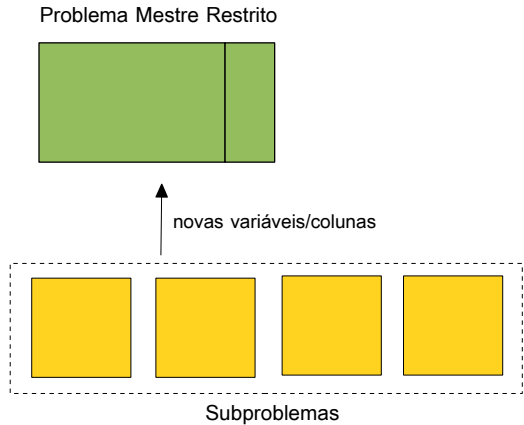 Problema Mestre Restrito
novas variáveis/colunas
Subproblemas